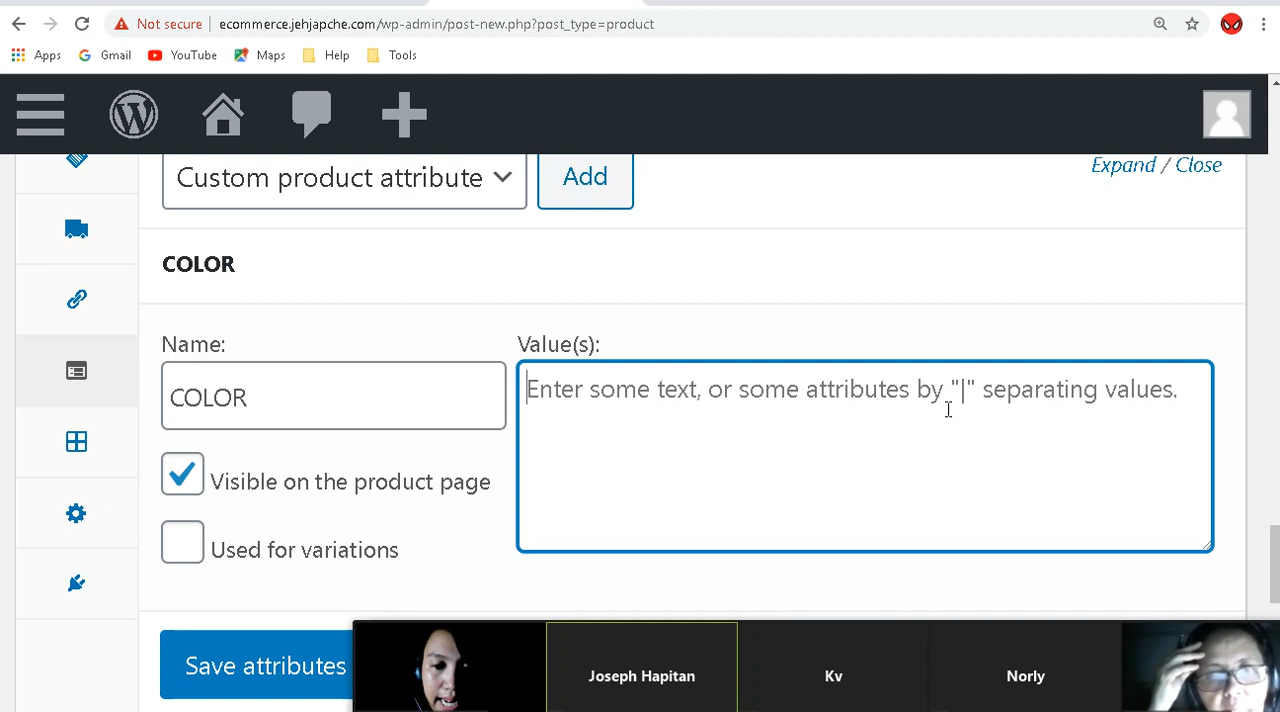 Not secure | ecommerce.jehjapche.com/wp-admin/post-new.php?post_type=product
Apps Gmail YouTube Maps Help Tools
Custom product attribute Add Expand / Close
COLOR
Name: Value(s):
COLOR
Enter some text, or some attributes by "|" separating values.
Visible on the product page
Used for variations
Save attributes
Joseph Hapitan Kv Norly